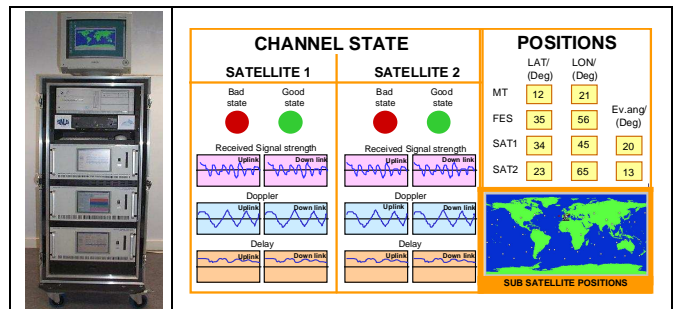 CHANNEL STATE
SATELLITE 1
SATELLITE 2
Bad state
Good state
Bad state
Good state
Received Signal strength
Received Signal strength
Uplink
Down link
Uplink
Down link
Doppler
Doppler
Uplink
Down link
Uplink
Down link
Delay
Delay
Uplink
Down link
Uplink
Down link
POSITIONS
LAT/ (Deg)
LON/ (Deg)
MT 12 21
Ev.ang/ (Deg)
FES 35 56
SAT1 34 45 20
SAT2 23 65 13
SUB SATELLITE POSITIONS